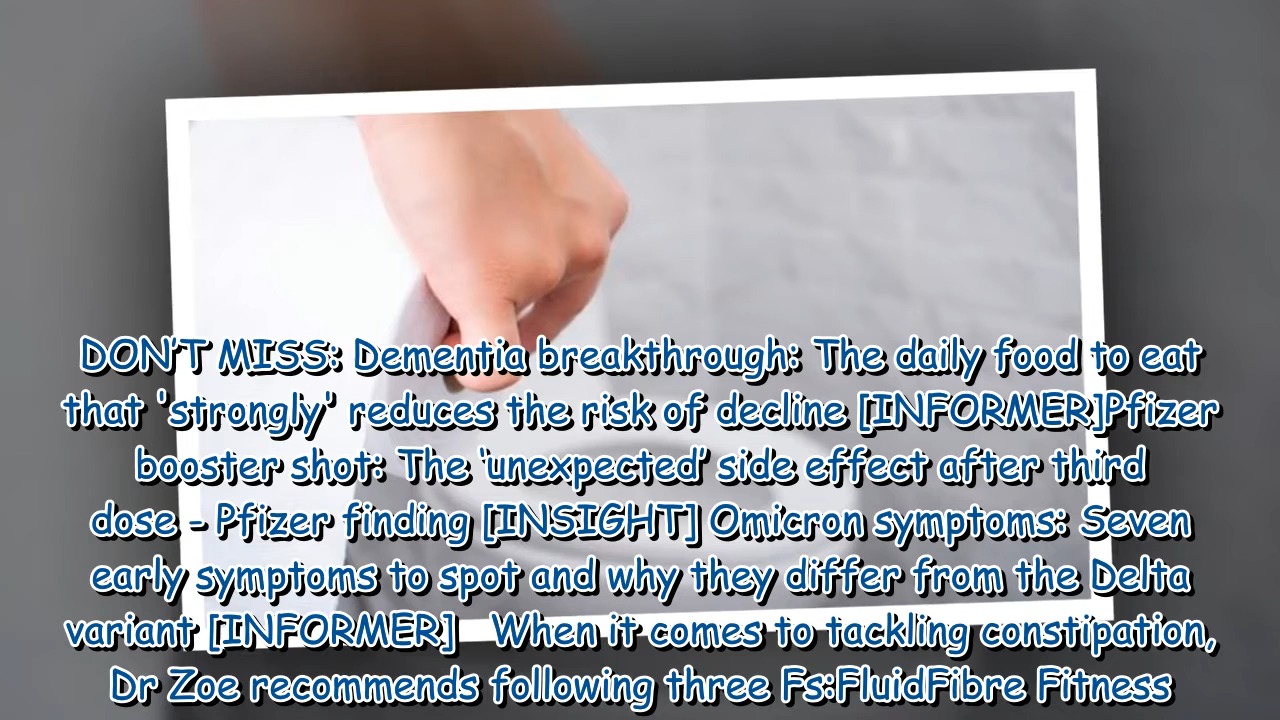 DON'T MISS: Dementia breakthrough: The daily food to eat
that 'strongly' reduces the risk of decline [INFORMER]Pfizer
booster shot: The 'unexpected' side effect after third
dose - Pfizer finding [INSIGHT] Omicron symptoms: Seven
early symptoms to spot and why they differ from the Delta
variant [INFORMER]   When it comes to tackling constipation,
Dr Zoe recommends following three Fs:FluidFibre Fitness